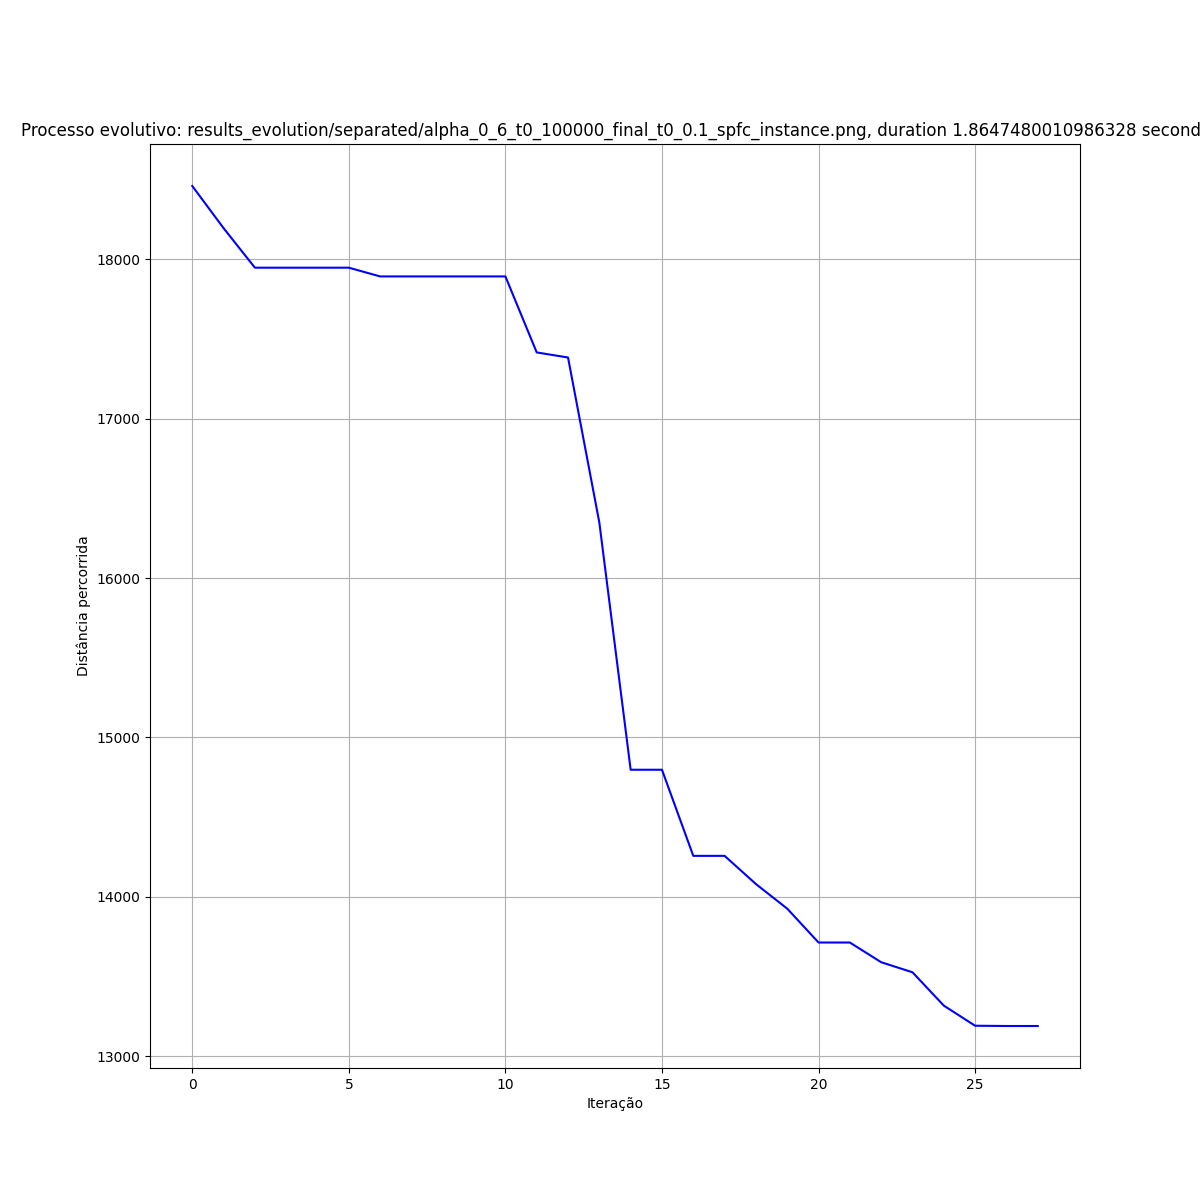 Processo evolutivo: results_evolution/separated/alpha_0_6_t0_100000_final_t0_0.1_spfc_instance.png, duration 1.8647480010986328 second
18000
17000
16000
15000
14000
13000
Distância percorrida
0 5 10 15 20 25
Iteração